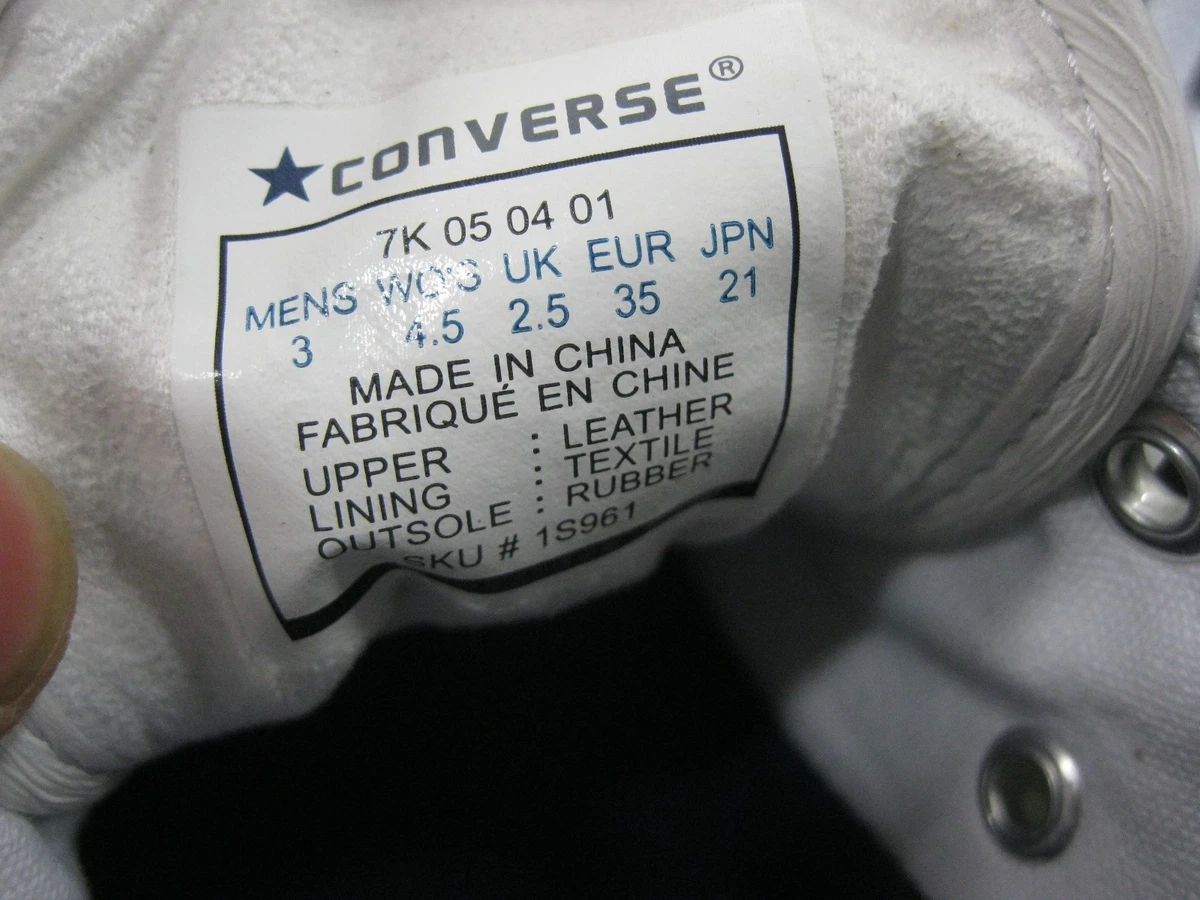 CONVERSE®
7K 05 04 01
MENS WO'S UK EUR JPN
3 4.5 2.5 35 21
MADE IN CHINA
FABRIQUÉ EN CHINE
UPPER : LEATHER
LINING : TEXTILE
OUTSOLE : RUBBER
SKU # 1S961